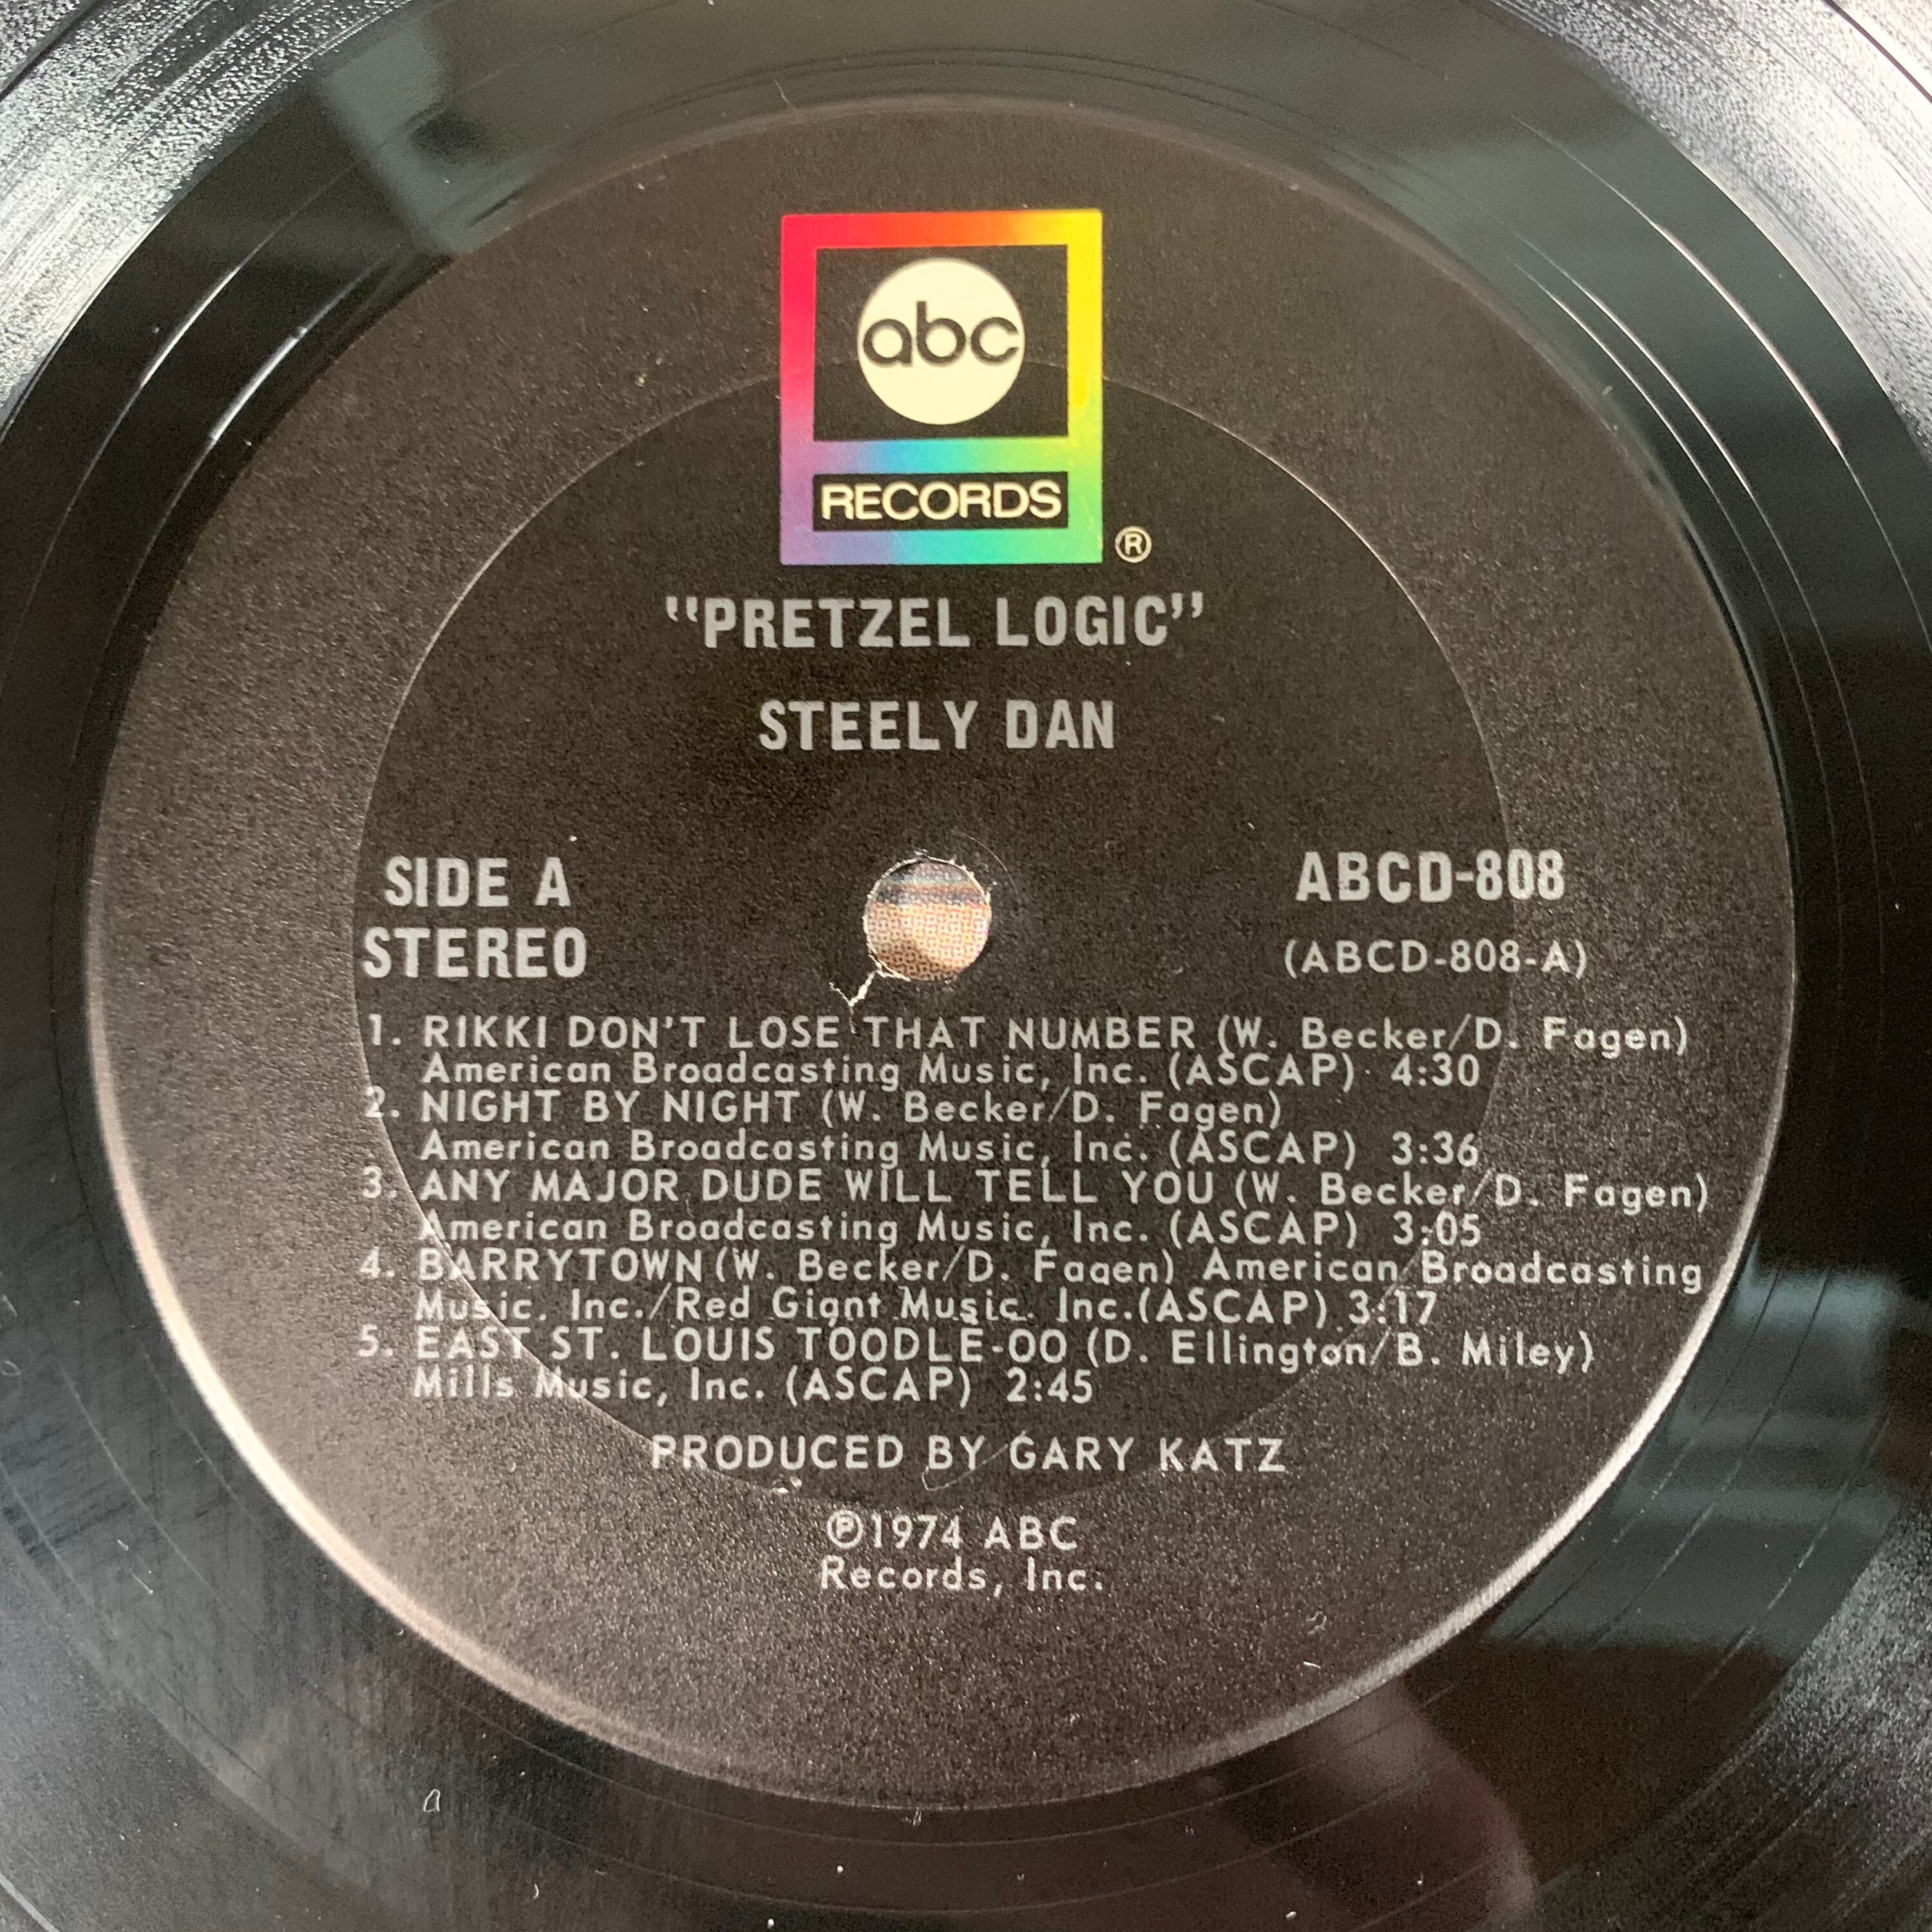 abc
RECORDS
®
"PRETZEL LOGIC"
STEELY DAN
SIDE A
STEREO
ABCD-808
(ABCD-808-A)
1. RIKKI DON'T LOSE THAT NUMBER (W. Becker/D. Fagen)
American Broadcasting Music, Inc. (ASCAP) 4:30
2. NIGHT BY NIGHT (W. Becker/D. Fagen)
American Broadcasting Music, Inc. (ASCAP) 3:36
3. ANY MAJOR DUDE WILL TELL YOU (W. Becker/D. Fagen)
American Broadcasting Music, Inc. (ASCAP) 3:05
4. BARRYTOWN (W. Becker/D. Fagen) American Broadcasting
Music, Inc./Red Giant Music, Inc. (ASCAP) 3:17
5. EAST ST. LOUIS TOODLE-OO (D. Ellington/B. Miley)
Mills Music, Inc. (ASCAP) 2:45
PRODUCED BY GARY KATZ
℗1974 ABC
Records, Inc.